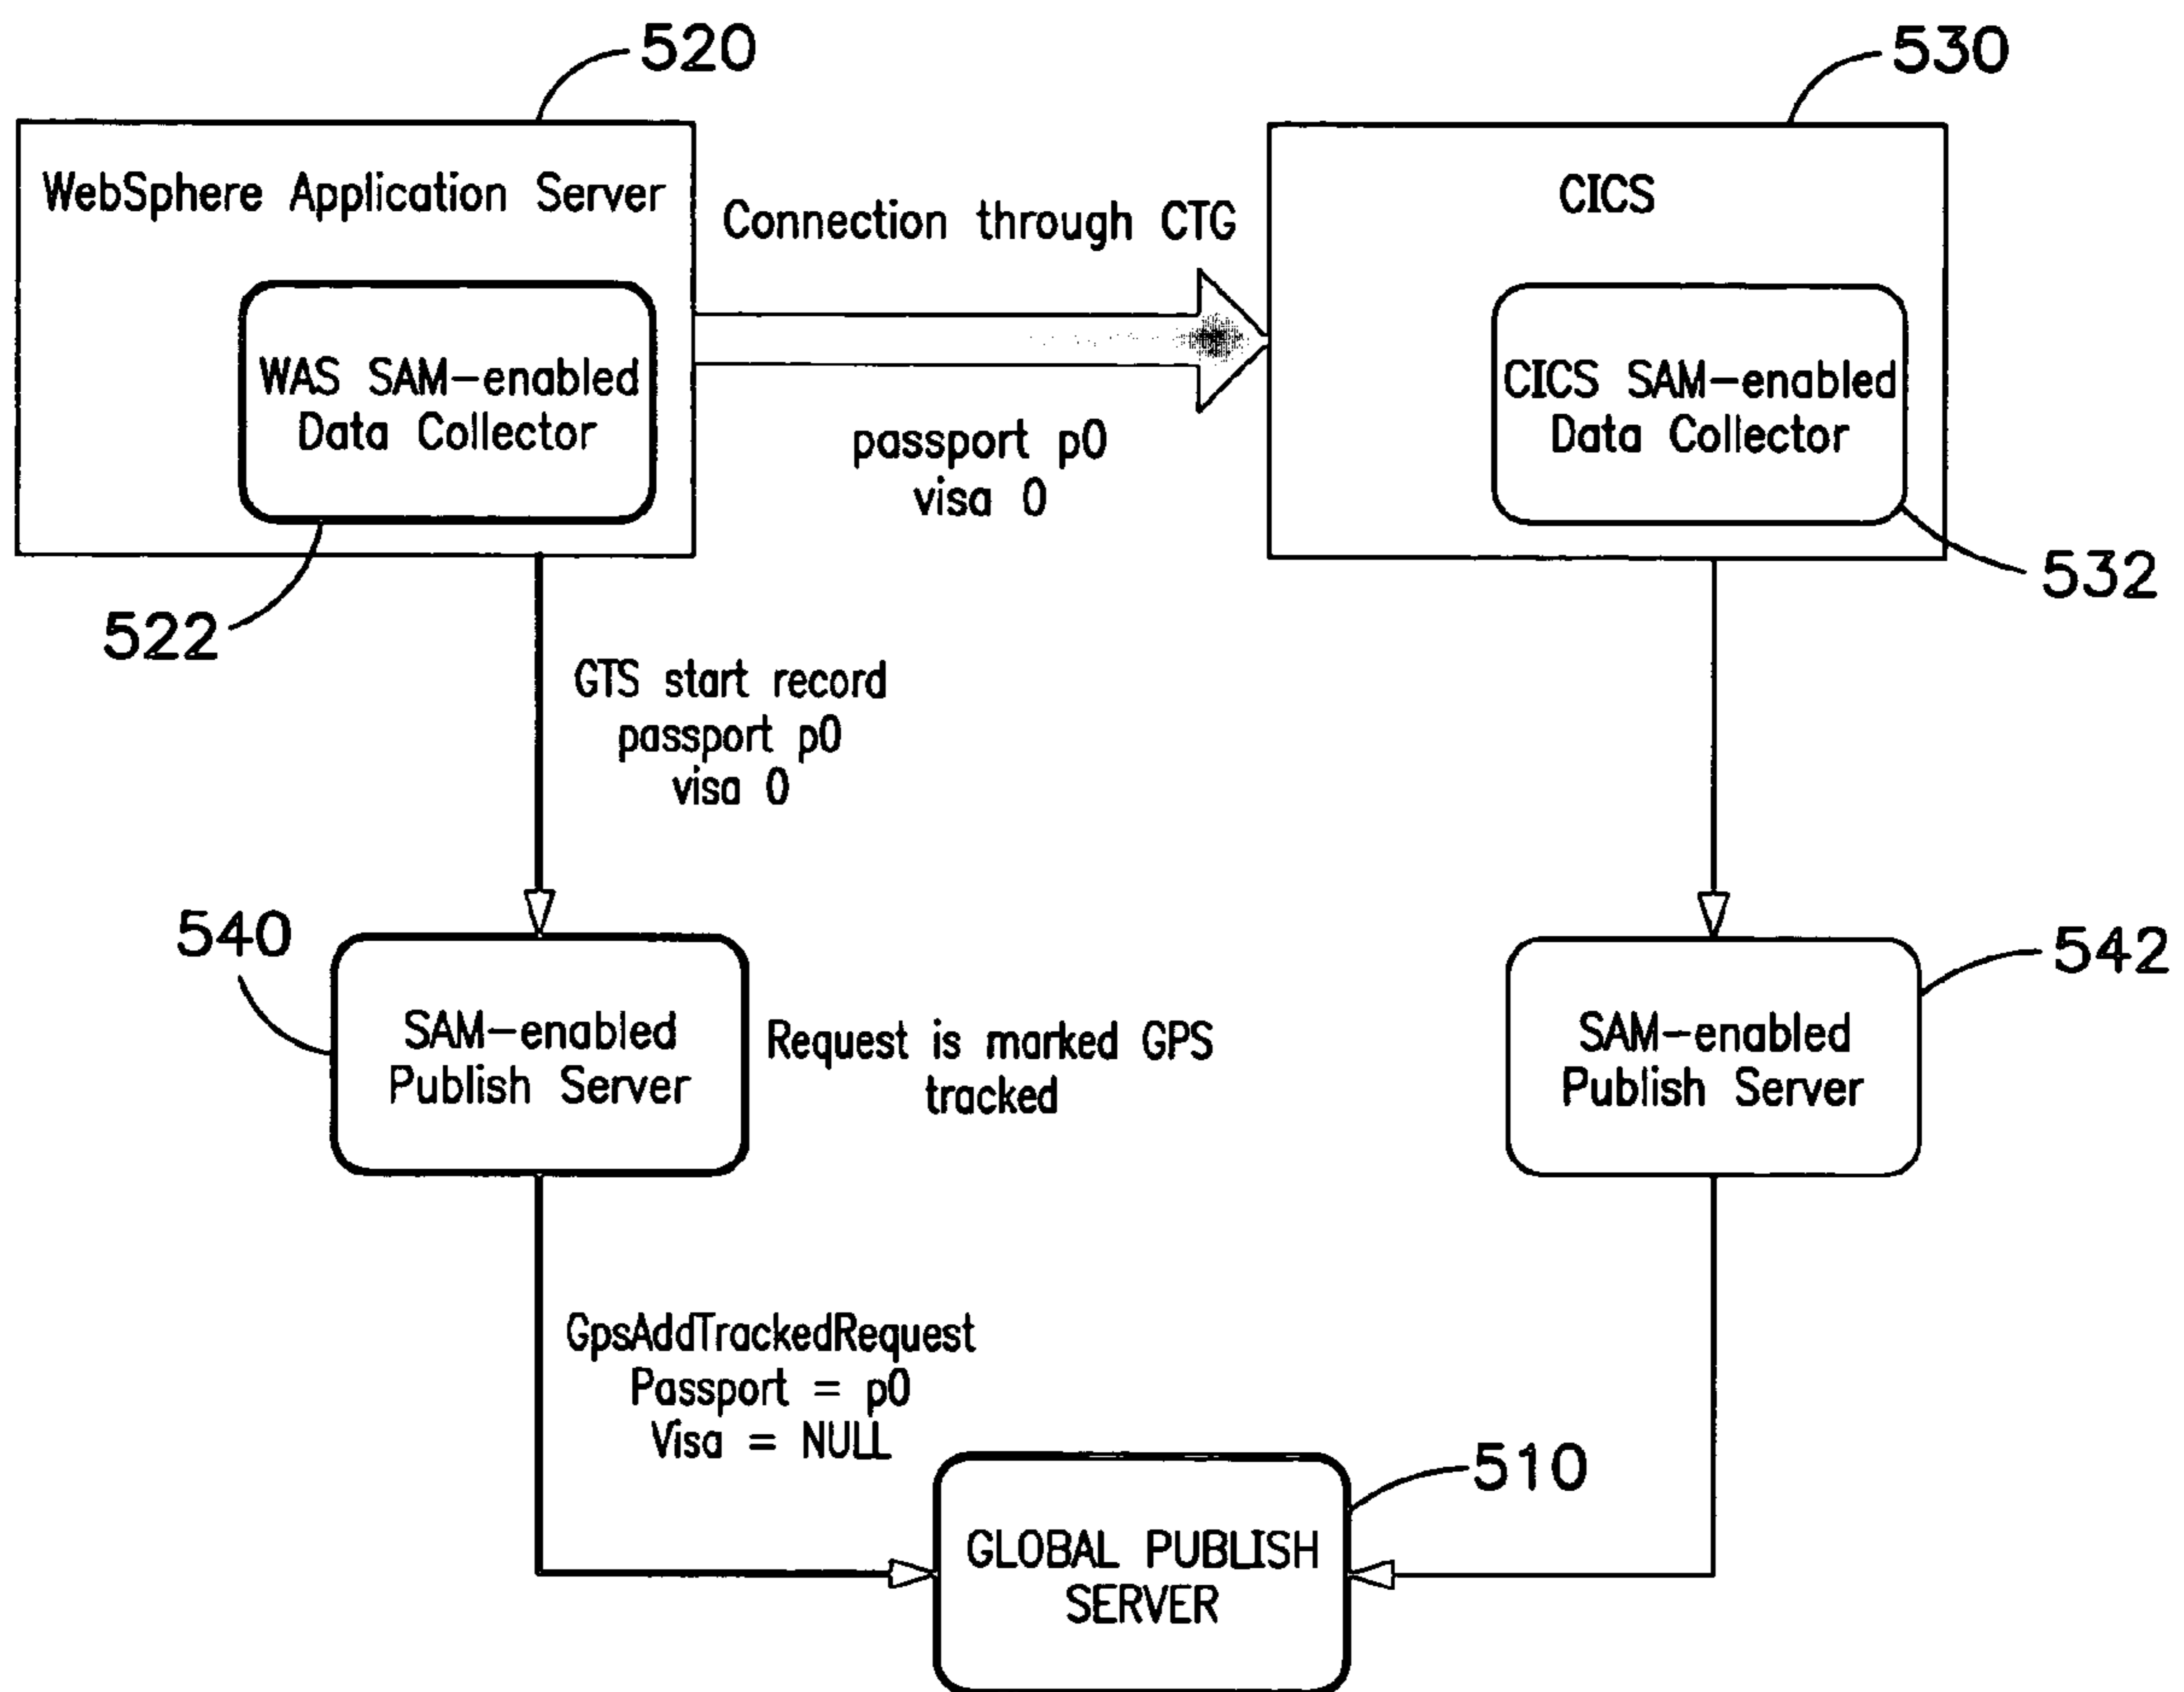 520
530
WebSphere Application Server
Connection through CTG
CICS
WAS SAM-enabled
Data Collector
passport p0
visa 0
CICS SAM-enabled
Data Collector
522
532
GTS start record
passport p0
visa 0
540
542
SAM-enabled
Publish Server
Request is marked GPS
tracked
SAM-enabled
Publish Server
GpsAddTrackedRequest
Passport = p0
Visa = NULL
510
GLOBAL PUBLISH
SERVER